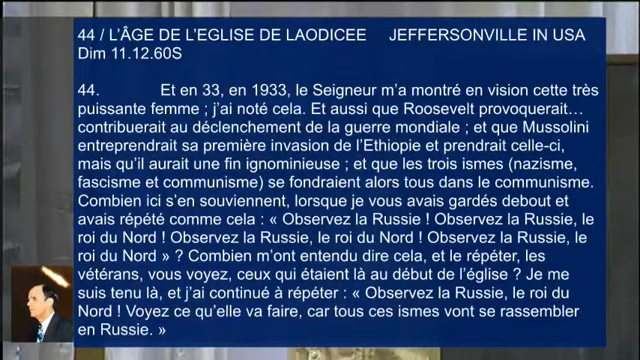 44 / L'ÂGE DE L'EGLISE DE LAODICEE JEFFERSONVILLE IN USA
Dim 11.12.60S
44. Et en 33, en 1933, le Seigneur m'a montré en vision cette très
puissante femme ; j'ai noté cela. Et aussi que Roosevelt provoquerait…
contribuerait au déclenchement de la guerre mondiale ; et que Mussolini
entreprendrait sa première invasion de l'Ethiopie et prendrait celle-ci,
mais qu'il aurait une fin ignominieuse ; et que les trois ismes (nazisme,
fascisme et communisme) se fondraient alors tous dans le communisme.
Combien ici s'en souviennent, lorsque je vous avais gardés debout et
avais répété comme cela : « Observez la Russie ! Observez la Russie, le
roi du Nord ! Observez la Russie, le roi du Nord ! Observez la Russie, le
roi du Nord » ? Combien m'ont entendu dire cela, et le répéter, les
vétérans, vous voyez, ceux qui étaient là au début de l'église ? Je me
suis tenu là, et j'ai continué à répéter : « Observez la Russie, le roi du
Nord ! Voyez ce qu'elle va faire, car tous ces ismes vont se rassembler
en Russie. »